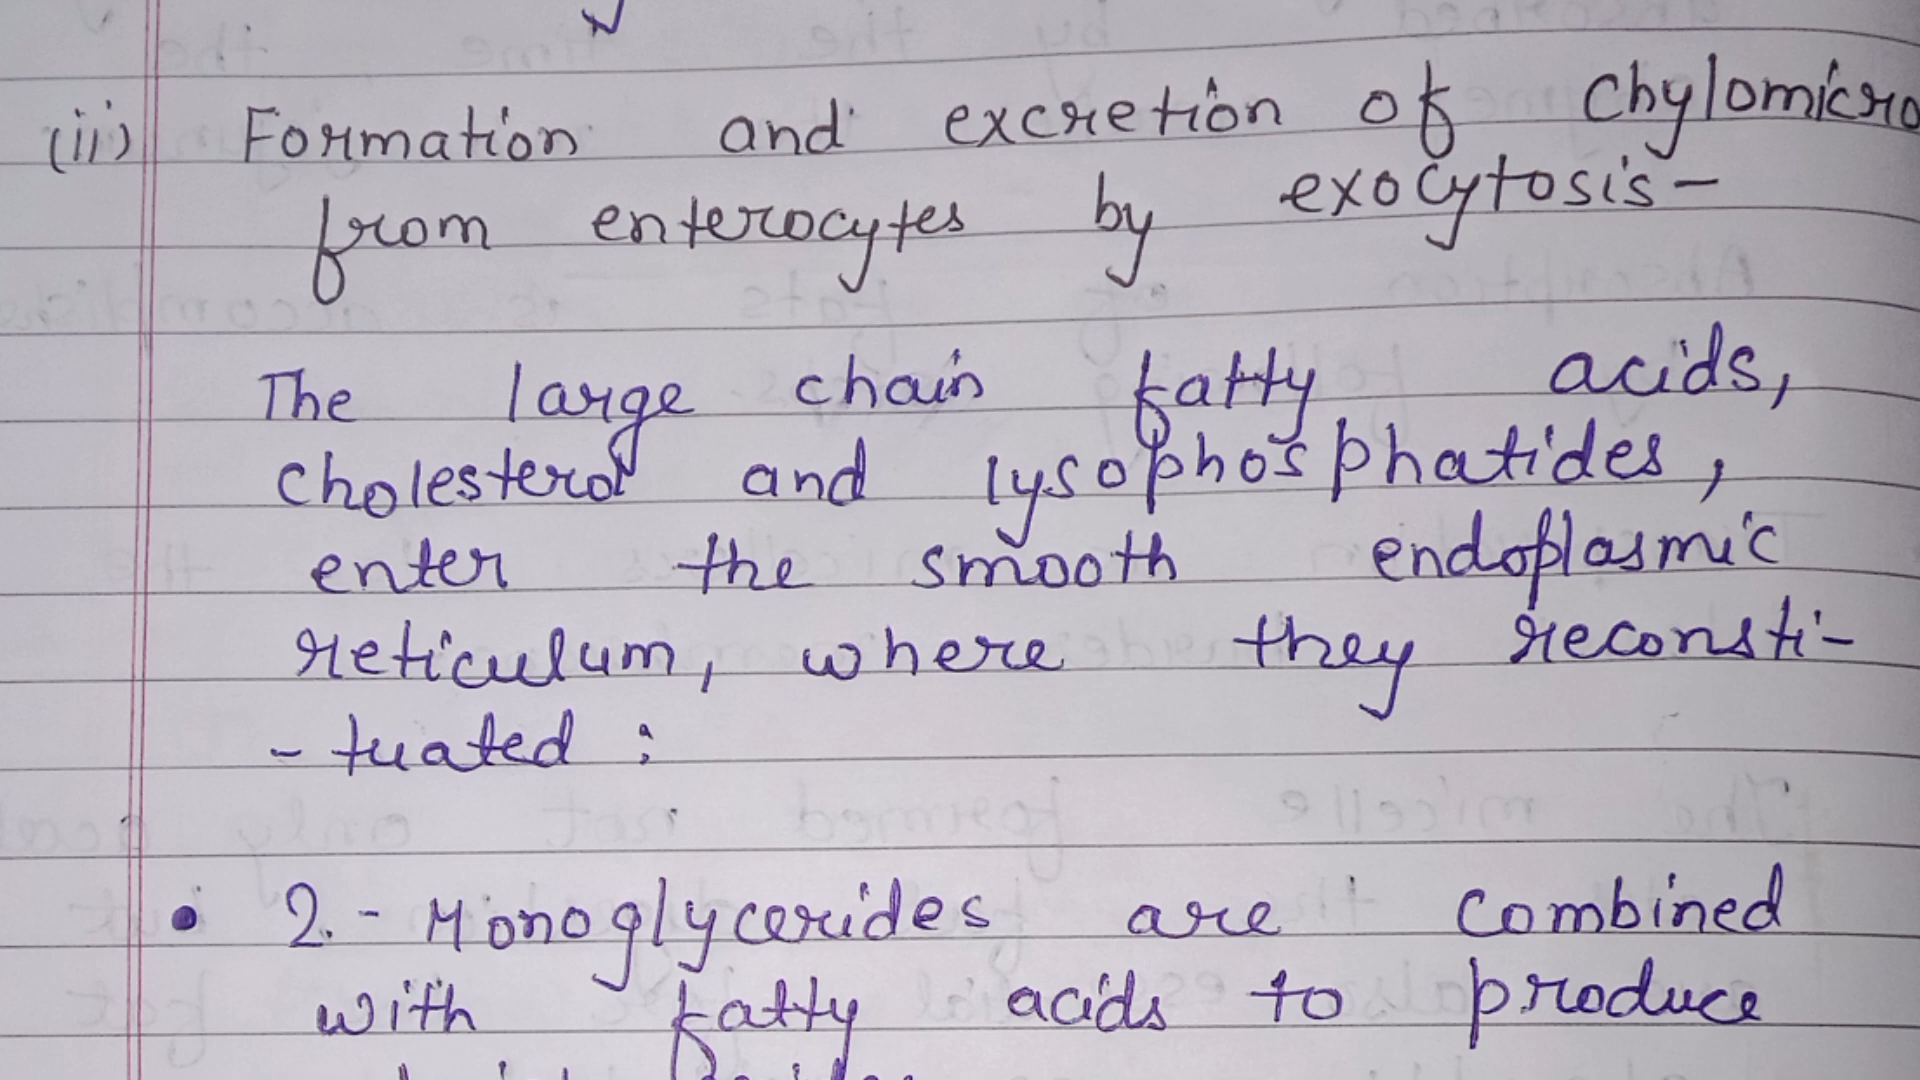 (ii) Formation and excretion of Chylomicro
from enterocytes by exocytosis-
The large chain fatty acids,
cholesterol and lysophosphatides,
enter the smooth endoplasmic
reticulum, where they reconsti-
- tuated :
• 2. - Monoglycerides are combined
with fatty acids to produce